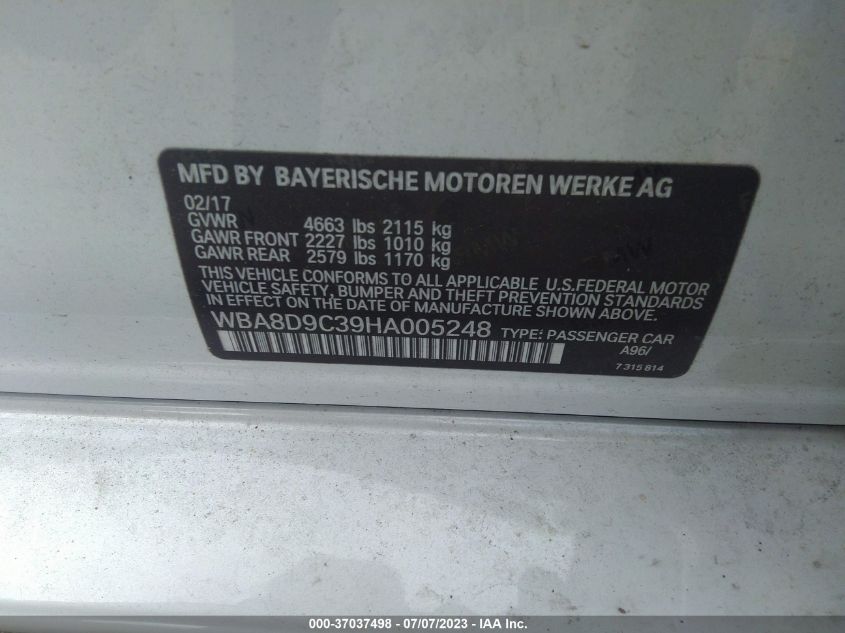 MFD BY BAYERISCHE MOTOREN WERKE AG
02/17
GVWR 4663 lbs 2115 kg
GAWR FRONT 2227 lbs 1010 kg
GAWR REAR 2579 lbs 1170 kg
THIS VEHICLE CONFORMS TO ALL APPLICABLE U.S.FEDERAL MOTOR
VEHICLE SAFETY, BUMPER AND THEFT PREVENTION STANDARDS
IN EFFECT ON THE DATE OF MANUFACTURE SHOWN ABOVE.
WBA8D9C39HA005248 TYPE: PASSENGER CAR
A96/
7 315 814
000-37037498 - 07/07/2023 - IAA Inc.